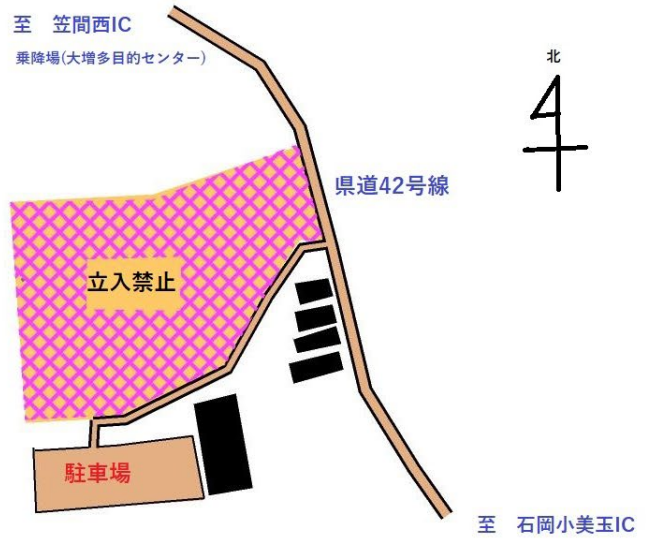 至 笠間西IC
乗降場(大増多目的センター)
北
県道42号線
立入禁止
駐車場
至 石岡小美玉IC